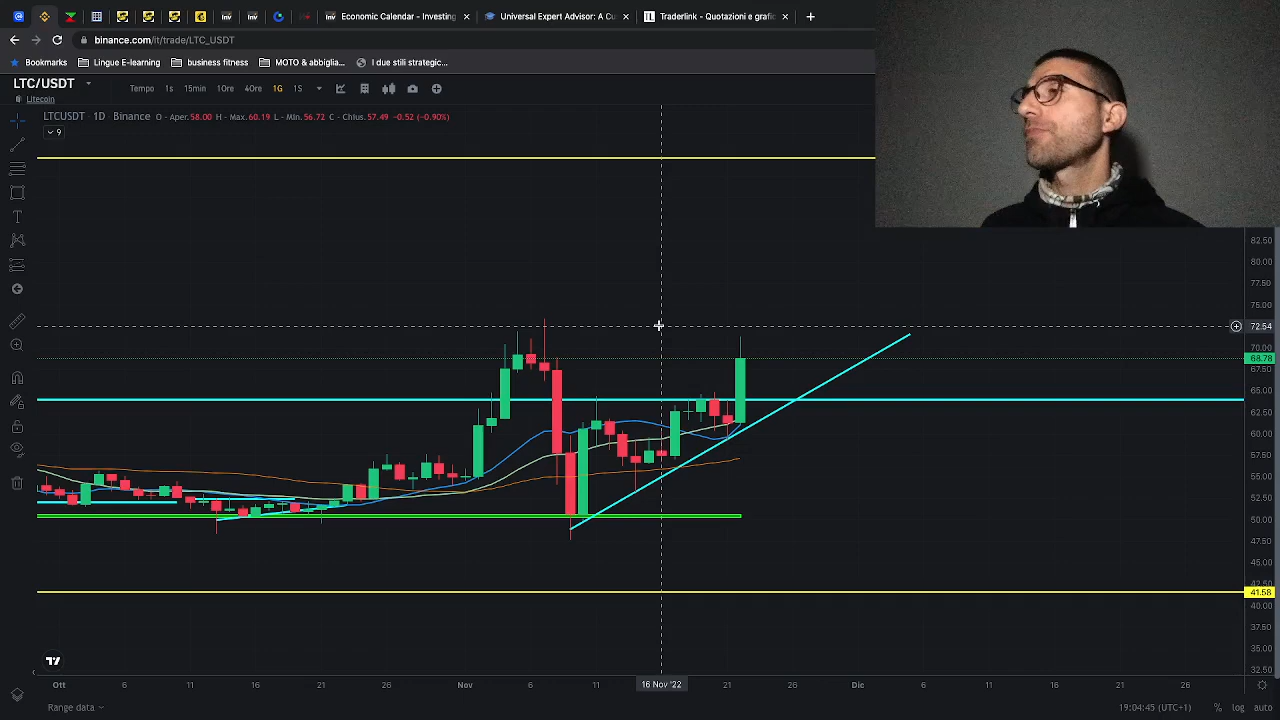 Economic Calendar - Investing
Universal Expert Advisor: A Cu
Traderlink - Quotazioni e grafic
binance.com/it/trade/LTC_USDT
Bookmarks Lingue E-learning business fitness MOTO & abbiglia... I due stili strategic...
LTC/USDT
Litecoin
Tempo 1s 15min 1Ore 4Ore 1G 1S
LTCUSDT · 1D · Binance O - Aper.58.00 H - Max.60.19 L - Min.56.72 C - Chius.57.49 -0.52 (-0.90%)
9
82.50
80.00
77.50
75.00
72.54
70.00
68.78
67.50
65.00
62.50
60.00
57.50
55.00
52.50
50.00
47.50
45.00
42.50
41.58
40.00
37.50
35.00
32.50
Ott 6 11 16 21 26 Nov 6 11 16 Nov '22 21 26 Dic 6 11 16 21 26
Range data 19:04:45 (UTC+1) % log auto